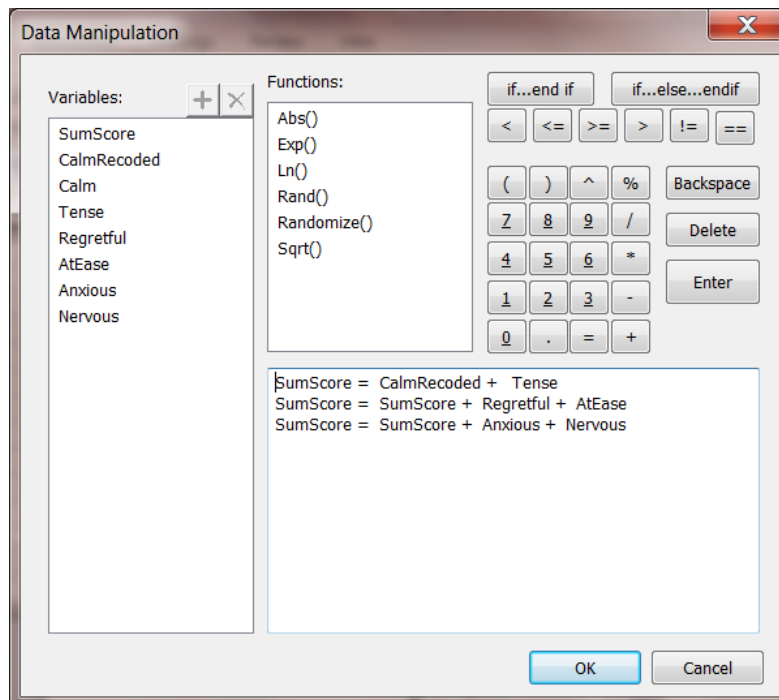 Data Manipulation
X
Variables:
+ ×
SumScore
CalmRecoded
Calm
Tense
Regretful
AtEase
Anxious
Nervous
Functions:
Abs()
Exp()
Ln()
Rand()
Randomize()
Sqrt()
if...end if if...else...endif
< <= >= > != ==
( ) ^ % Backspace
7 8 9 / Delete
4 5 6 * Enter
1 2 3 -
0 . = +
SumScore = CalmRecoded + Tense
SumScore = SumScore + Regretful + AtEase
SumScore = SumScore + Anxious + Nervous
OK Cancel